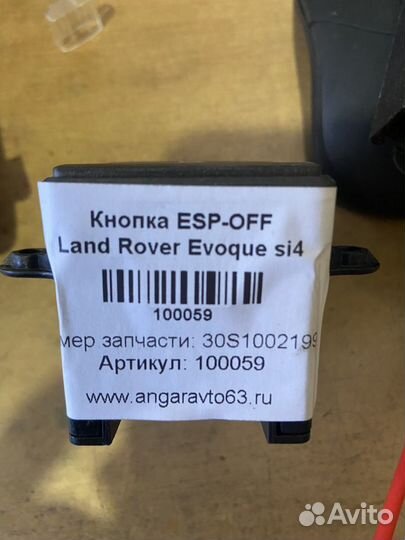 Кнопка ESP-OFF
Land Rover Evoque si4
100059
мер запчасти: 30S1002199
Артикул: 100059
www.angaravto63.ru
Avito